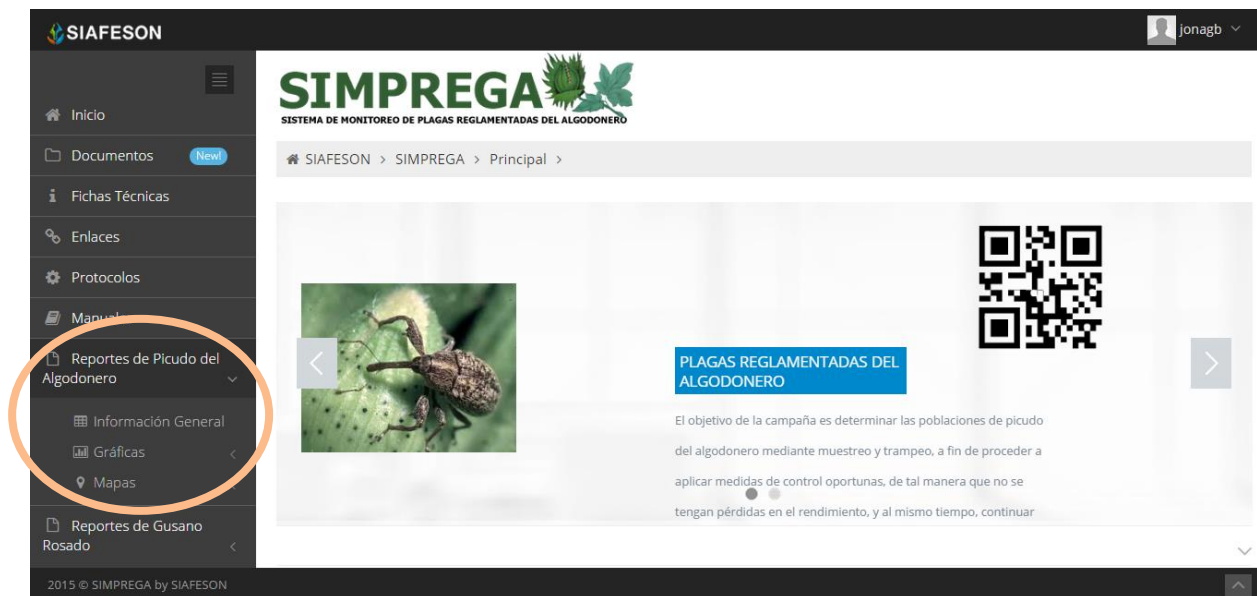 SIAFESON
jonagb
Inicio
Documentos New!
Fichas Técnicas
Enlaces
Protocolos
Reportes de Picudo del
Algodonero
Información General
Gráficas
Mapas
Reportes de Gusano
Rosado
SIMPREGA
SISTEMA DE MONITOREO DE PLAGAS REGLAMENTADAS DEL ALGODONERO
SIAFESON > SIMPREGA > Principal >
PLAGAS REGLAMENTADAS DEL
ALGODONERO
El objetivo de la campaña es determinar las poblaciones de picudo
del algodonero mediante muestreo y trampeo, a fin de proceder a
aplicar medidas de control oportunas, de tal manera que no se
tengan pérdidas en el rendimiento, y al mismo tiempo, continuar
2015 © SIMPREGA by SIAFESON